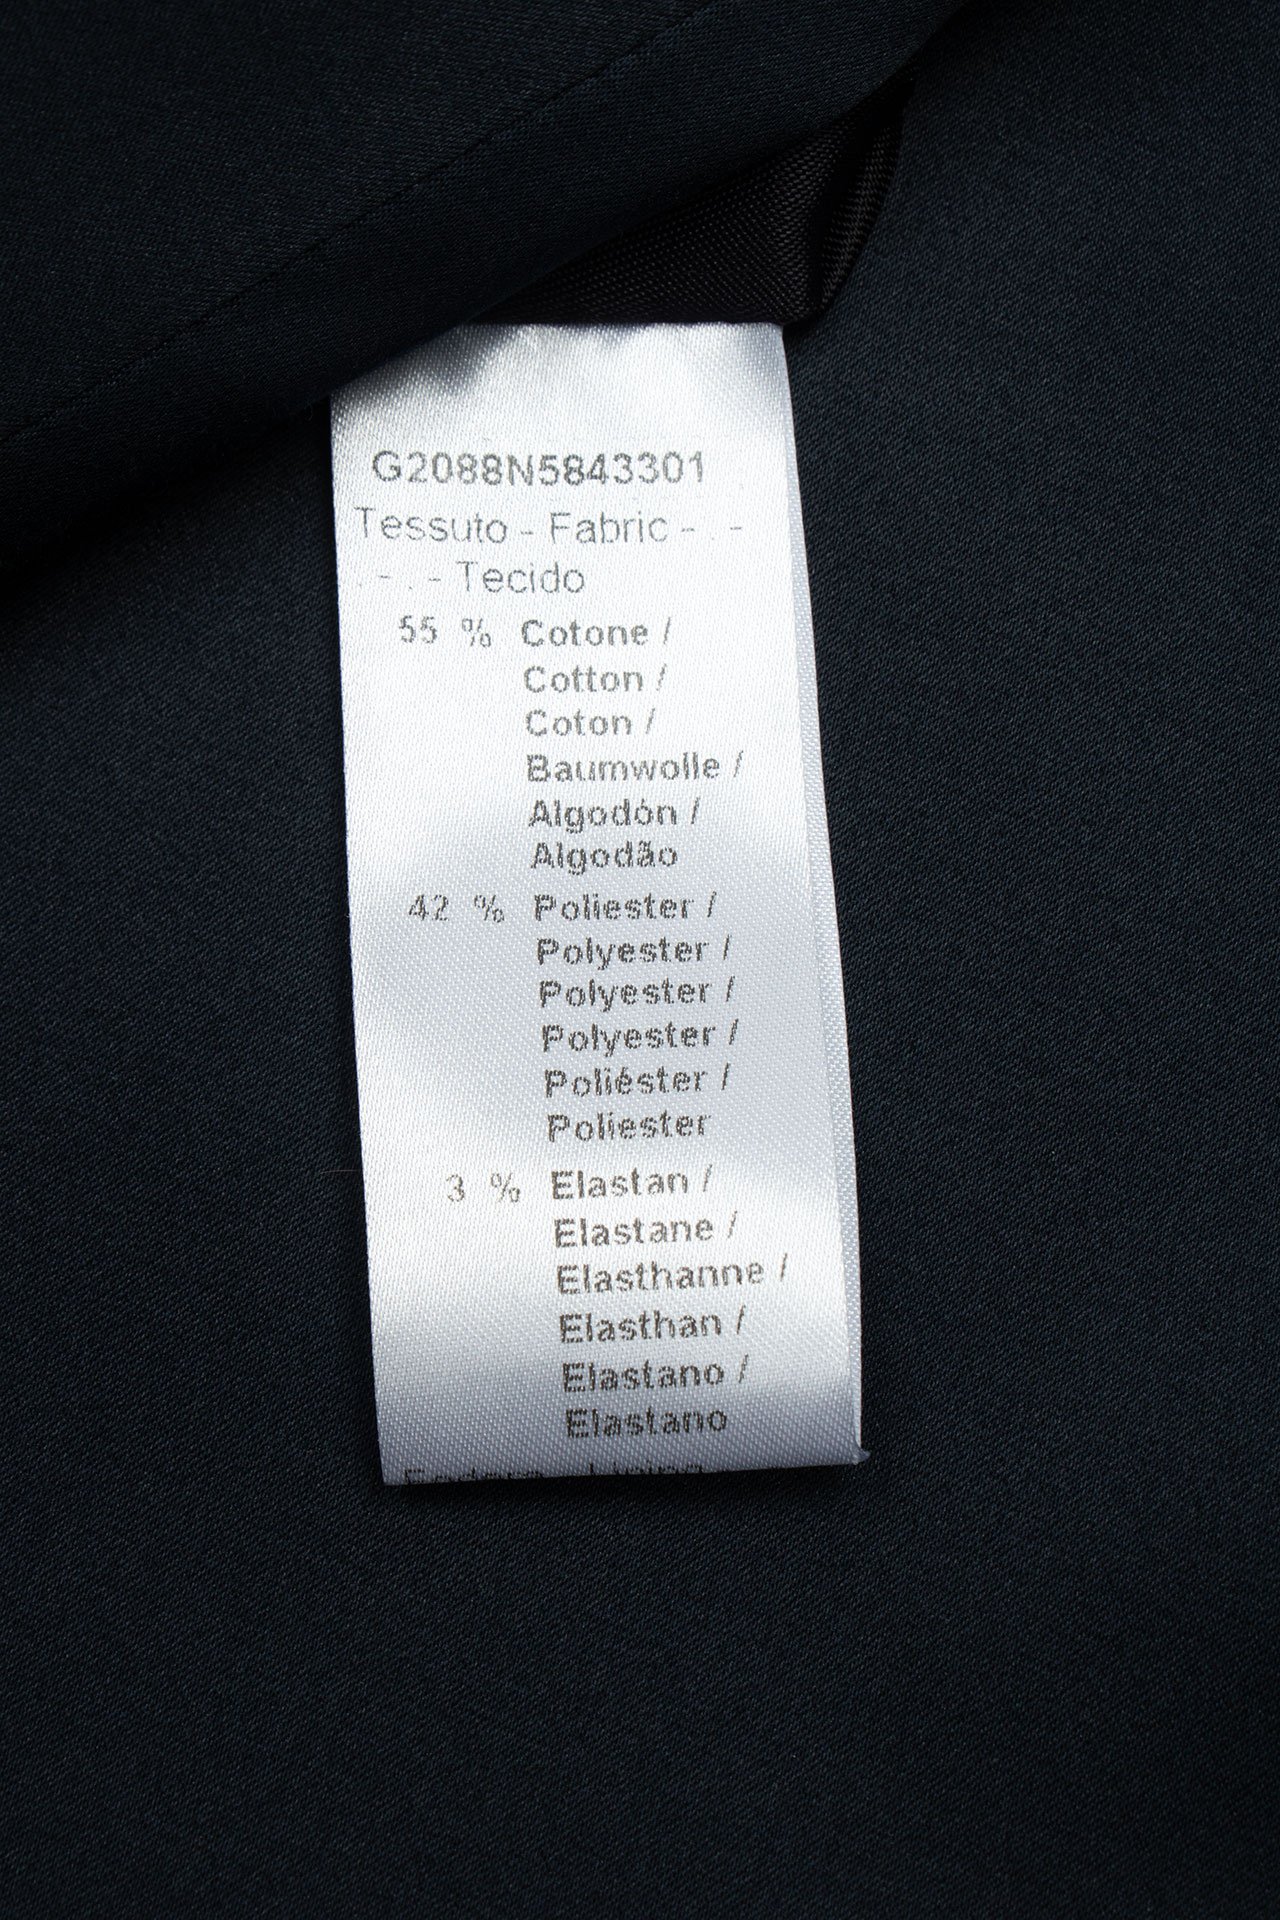 G2088N5843301
Tessuto - Fabric - . -
. - . - Tecido
55 % Cotone /
Cotton /
Coton /
Baumwolle /
Algodón /
Algodão
42 % Poliester /
Polyester /
Polyester /
Polyester /
Poliéster /
Poliester
3 % Elastan /
Elastane /
Elasthanne /
Elasthan /
Elastano /
Elastano